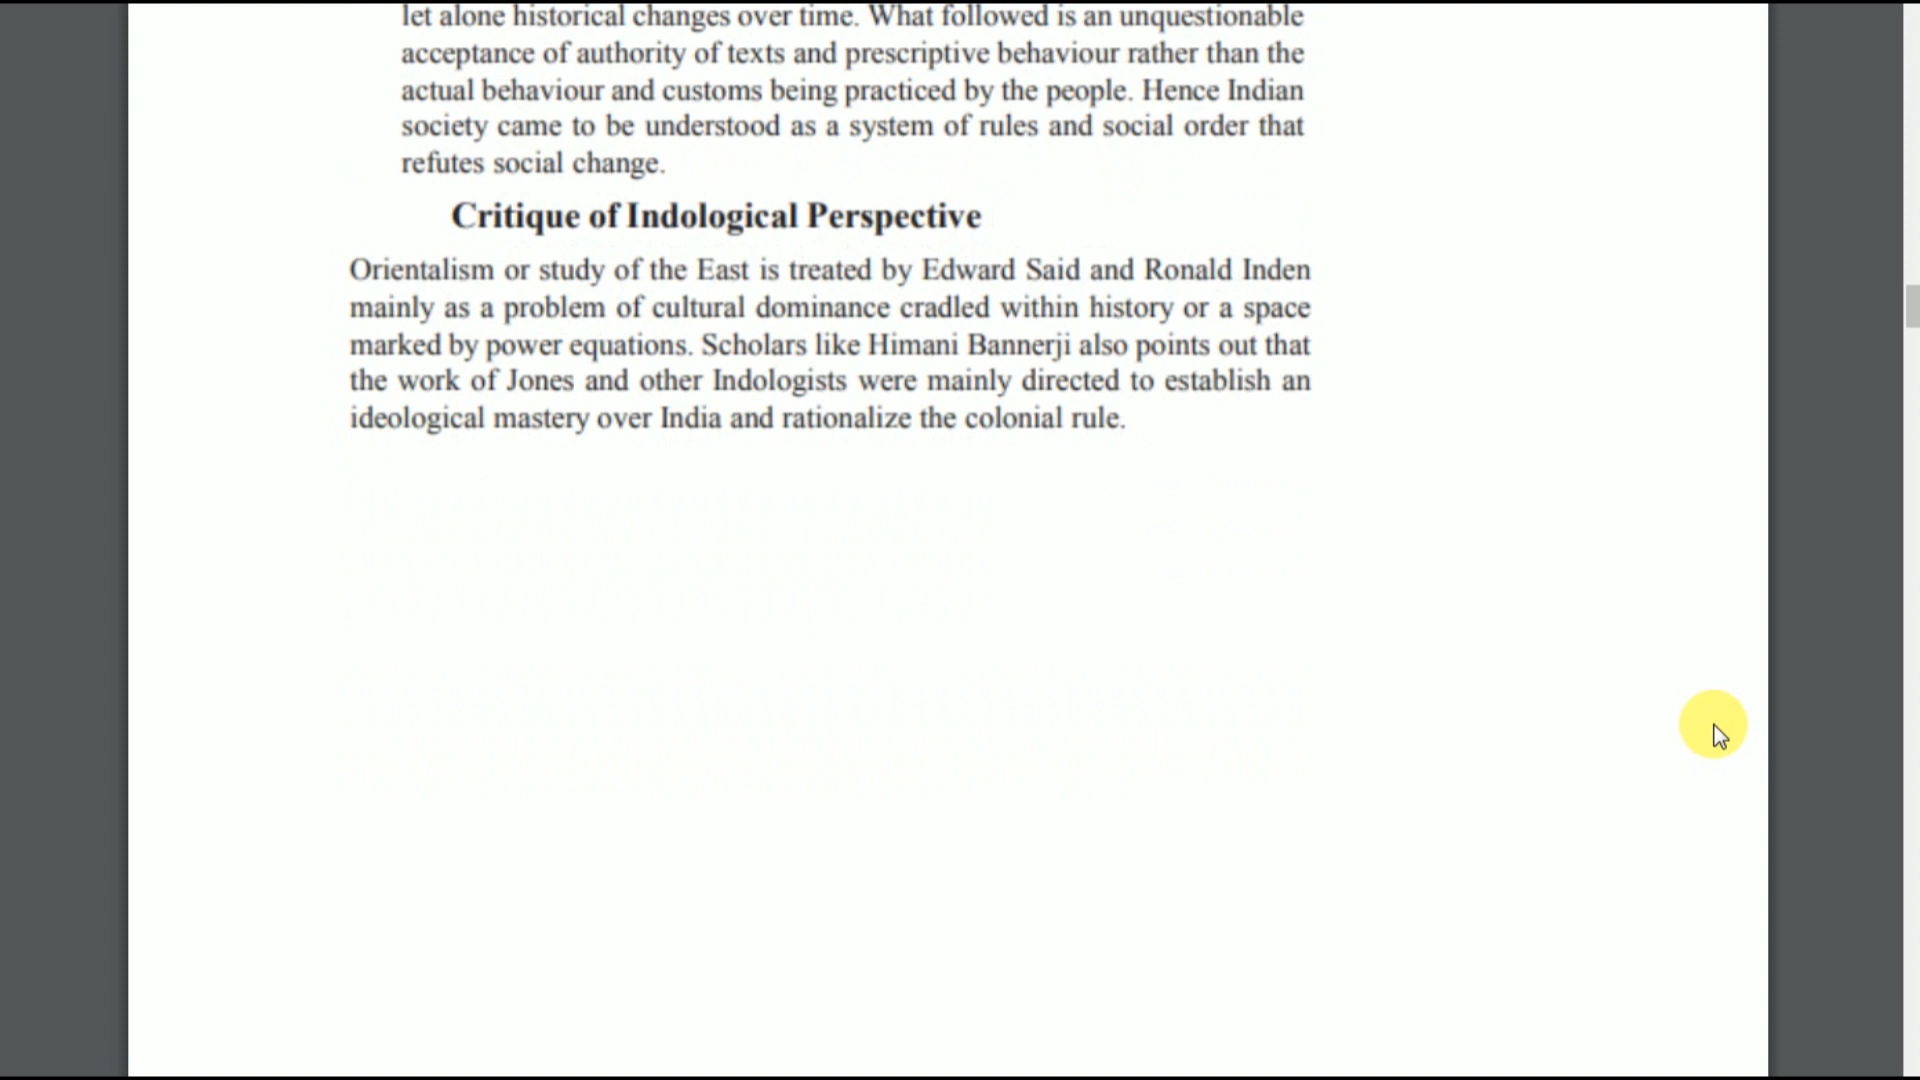 let alone historical changes over time. What followed is an unquestionable
acceptance of authority of texts and prescriptive behaviour rather than the
actual behaviour and customs being practiced by the people. Hence Indian
society came to be understood as a system of rules and social order that
refutes social change.
Critique of Indological Perspective
Orientalism or study of the East is treated by Edward Said and Ronald Inden
mainly as a problem of cultural dominance cradled within history or a space
marked by power equations. Scholars like Himani Bannerji also points out that
the work of Jones and other Indologists were mainly directed to establish an
ideological mastery over India and rationalize the colonial rule.